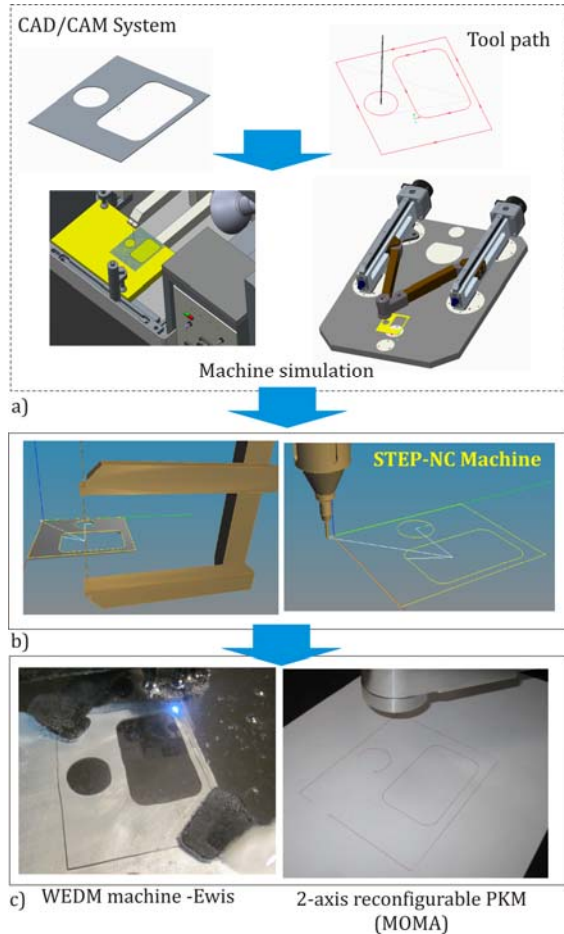 CAD/CAM System
Tool path
Machine simulation
a)
STEP-NC Machine
b)
WEDM machine -Ewis
2-axis reconfigurable PKM
(MOMA)
c)